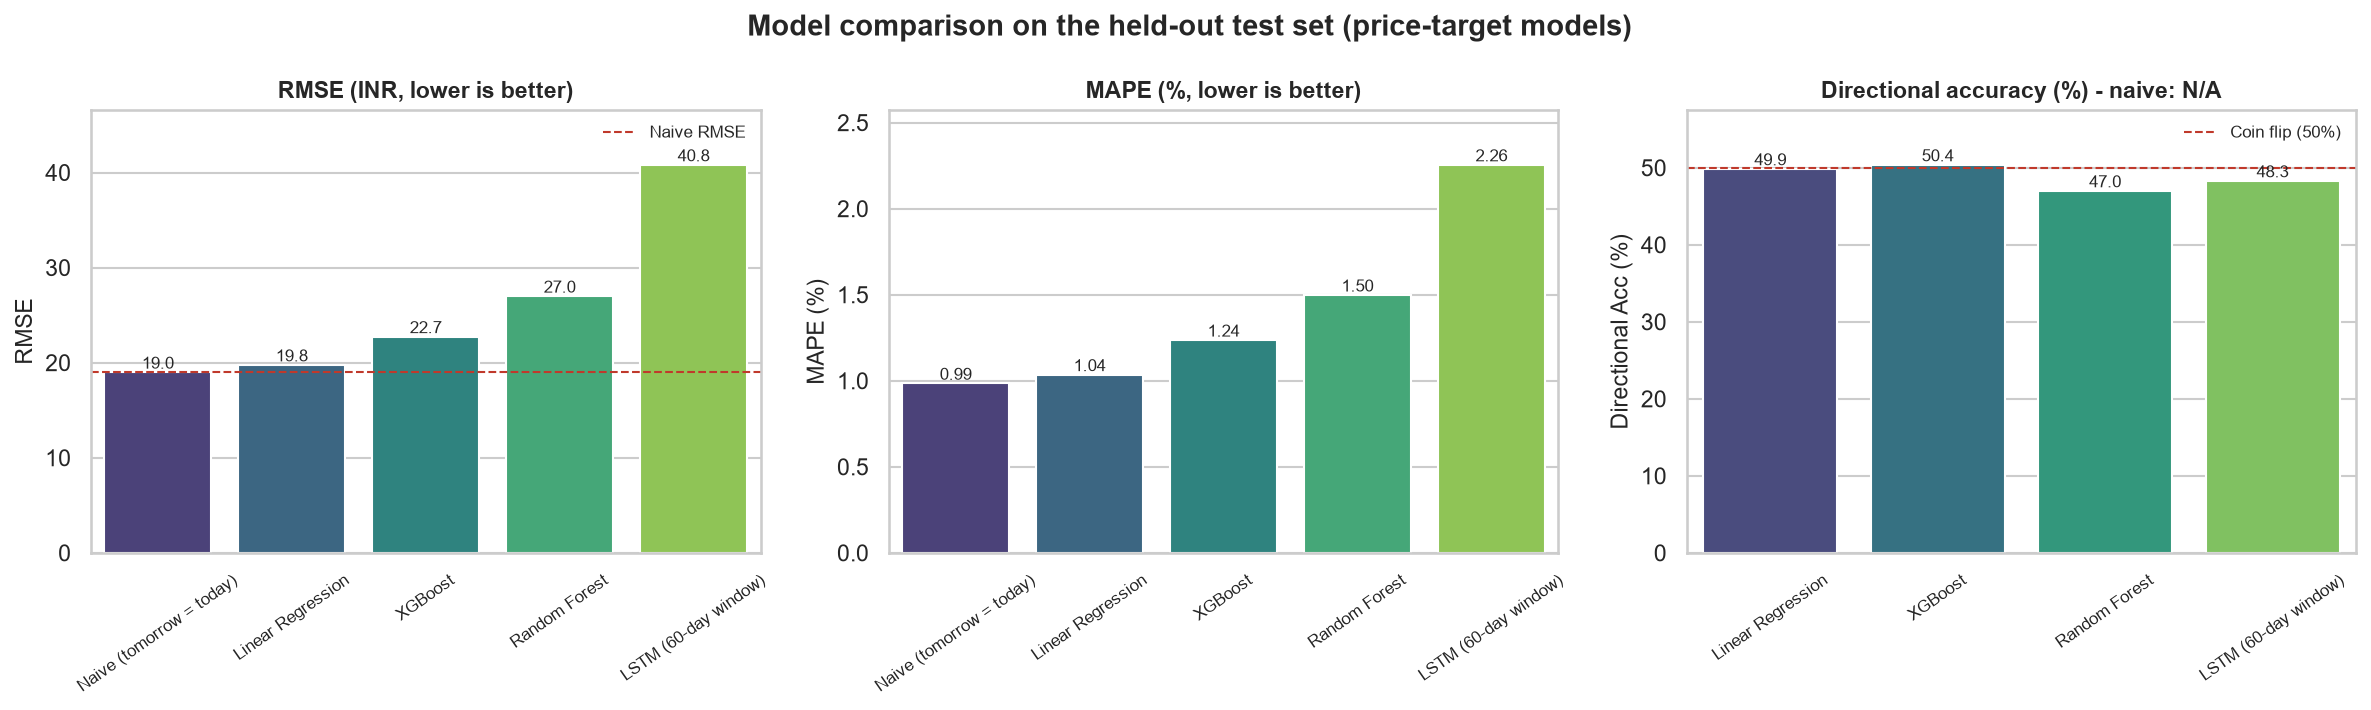 Model comparison on the held-out test set (price-target models)
RMSE (INR, lower is better)
RMSE
40
30
20
10
0
Naive RMSE
19.0
19.8
22.7
27.0
40.8
Naive (tomorrow = today)
Linear Regression
XGBoost
Random Forest
LSTM (60-day window)
MAPE (%, lower is better)
MAPE (%)
2.5
2.0
1.5
1.0
0.5
0.0
0.99
1.04
1.24
1.50
2.26
Naive (tomorrow = today)
Linear Regression
XGBoost
Random Forest
LSTM (60-day window)
Directional accuracy (%) - naive: N/A
Directional Acc (%)
50
40
30
20
10
0
Coin flip (50%)
49.9
50.4
47.0
48.3
Linear Regression
XGBoost
Random Forest
LSTM (60-day window)